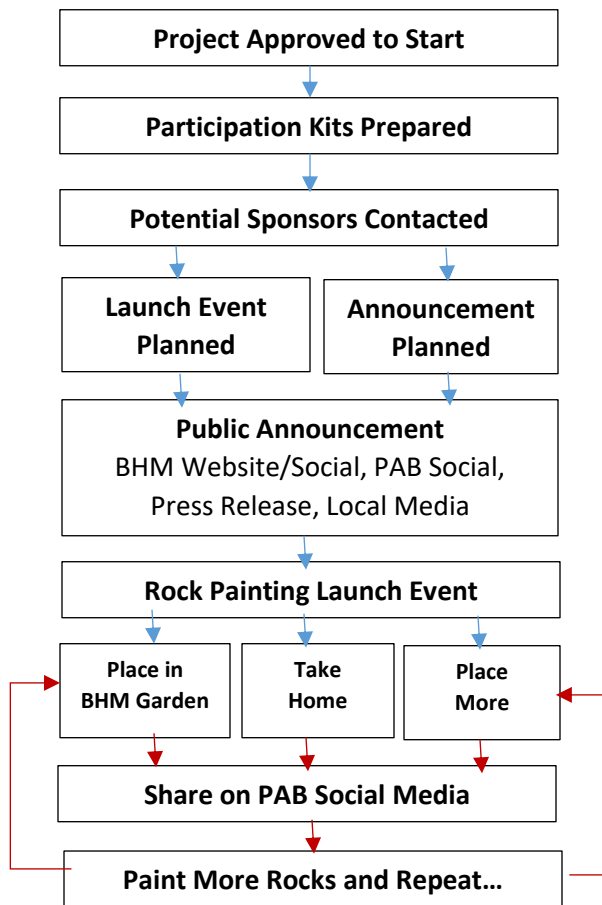 Project Approved to Start
Participation Kits Prepared
Potential Sponsors Contacted
Launch Event
Planned
Announcement
Planned
Public Announcement
BHM Website/Social, PAB Social,
Press Release, Local Media
Rock Painting Launch Event
Place in
BHM Garden
Take
Home
Place
More
Share on PAB Social Media
Paint More Rocks and Repeat…